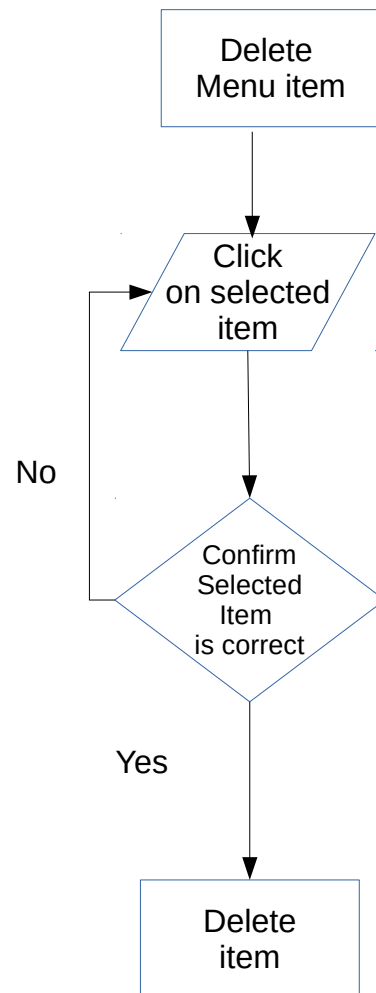 Delete
Menu item
Click
on selected
item
No
Confirm
Selected
Item
is correct
Yes
Delete
item